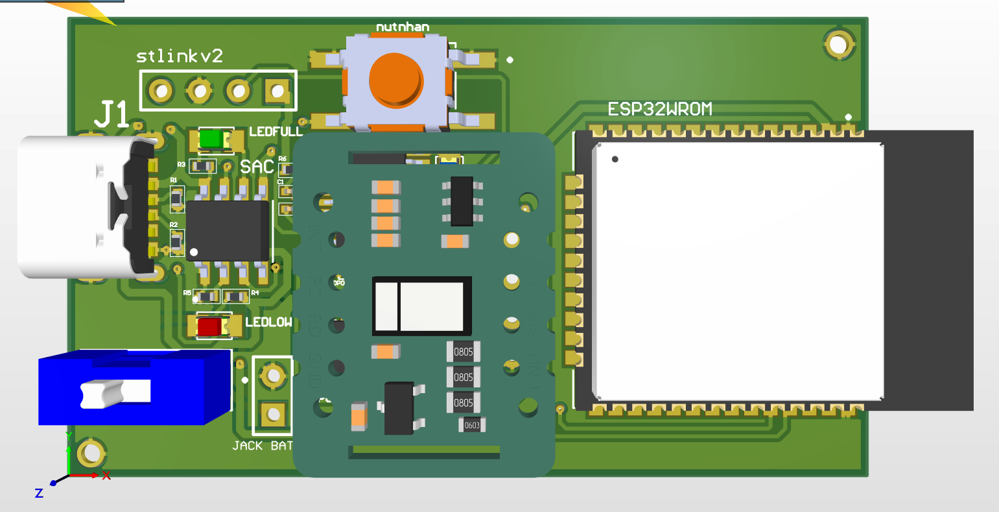 nutnhan
stlinkv2
J1
ESP32WROM
LEDFULL
R6
R3
SAC
R1
C1
R2
R5
R4
LEDLOW
0805
0805
0805
0603
JACK BAT
Y
X
Z